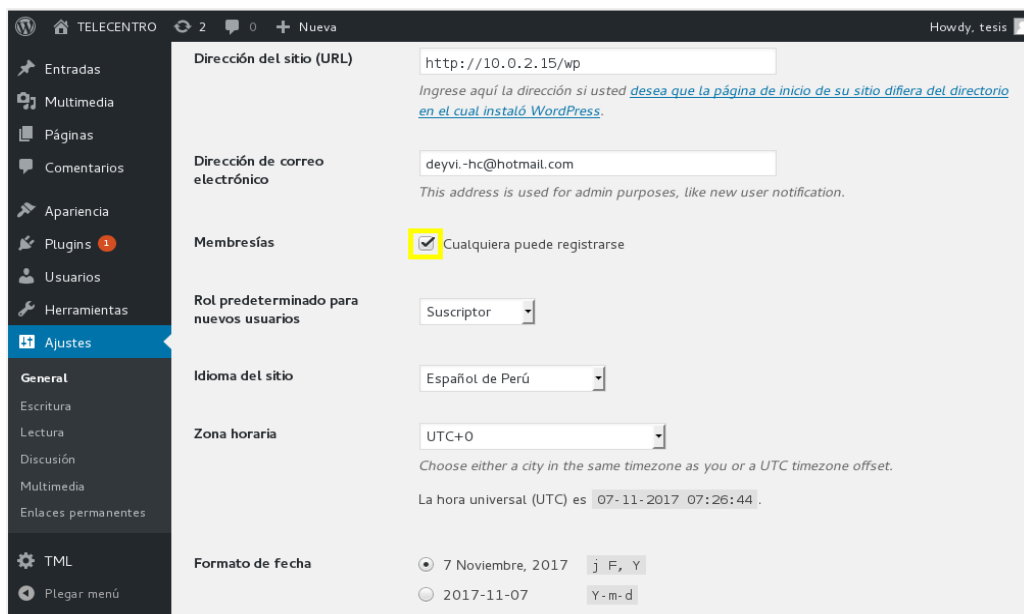 TELECENTRO 2 0 + Nueva Howdy, tesis
Entradas
Multimedia
Páginas
Comentarios
Apariencia
Plugins 1
Usuarios
Herramientas
Ajustes
General
Escritura
Lectura
Discusión
Multimedia
Enlaces permanentes
TML
Plegar menú
Dirección del sitio (URL)
http://10.0.2.15/wp
Ingrese aquí la dirección si usted desea que la página de inicio de su sitio difiera del directorio
en el cual instaló WordPress.
Dirección de correo
electrónico
deyvi.-hc@hotmail.com
This address is used for admin purposes, like new user notification.
Membresías
Cualquiera puede registrarse
Rol predeterminado para
nuevos usuarios
Suscriptor
Idioma del sitio
Español de Perú
Zona horaria
UTC+0
Choose either a city in the same timezone as you or a UTC timezone offset.
La hora universal (UTC) es 07-11-2017 07:26:44 .
Formato de fecha
7 Noviembre, 2017 j F, Y
2017-11-07 Y-m-d